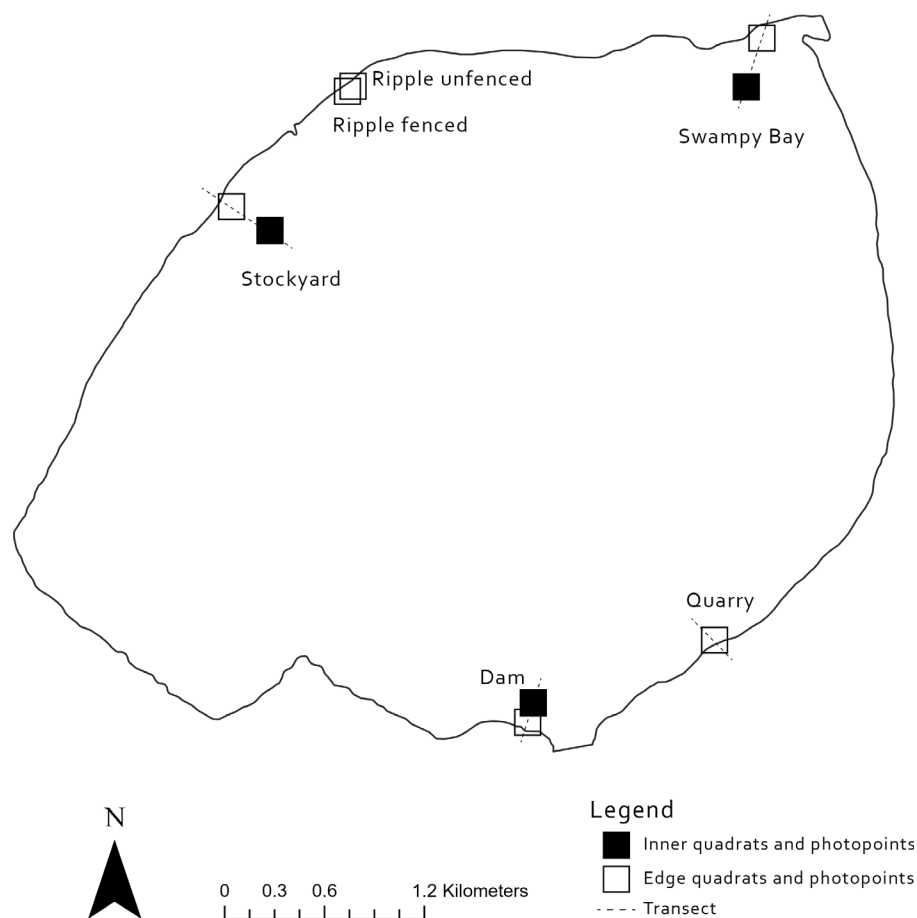 Ripple unfenced
Ripple fenced
Swampy Bay
Stockyard
Quarry
Dam
N
0 0.3 0.6 1.2 Kilometers
Legend
Inner quadrats and photopoints
Edge quadrats and photopoints
Transect